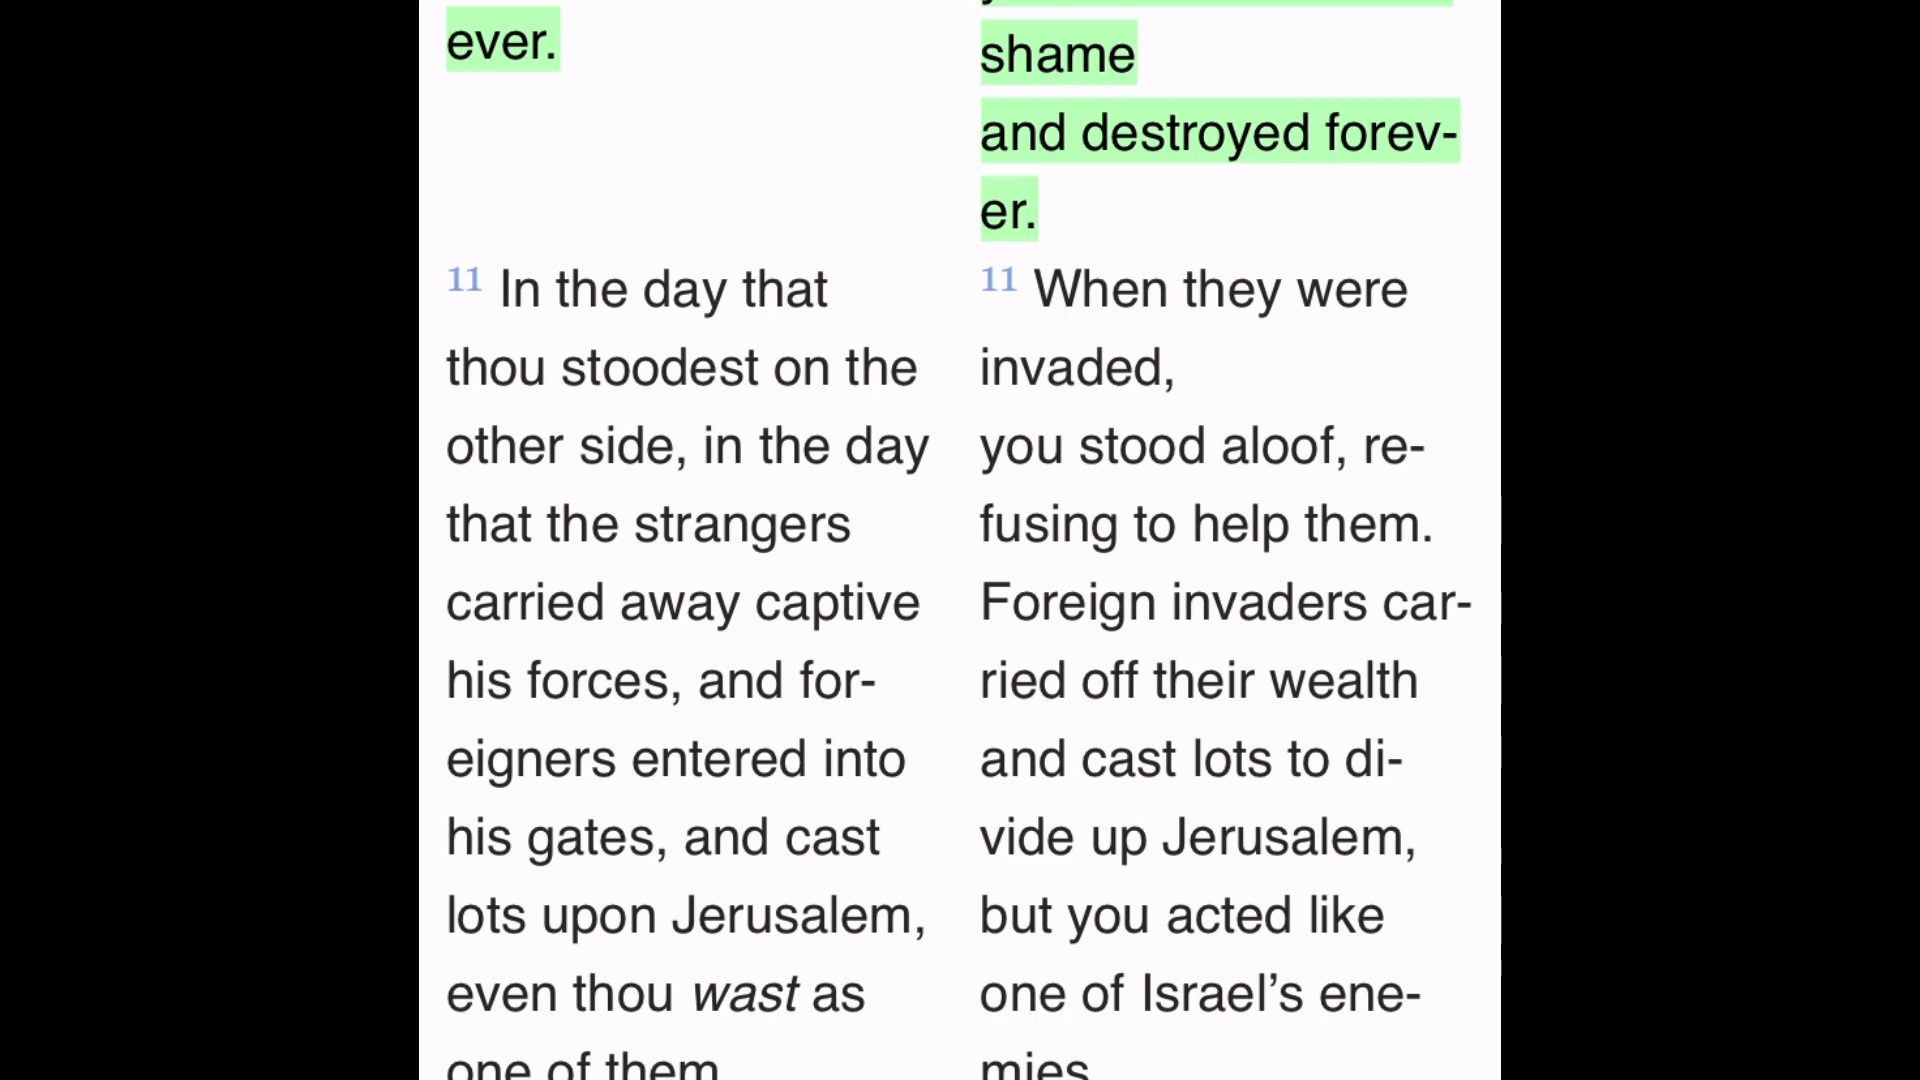 ever.
shame
and destroyed forev-
er.
11 In the day that
thou stoodest on the
other side, in the day
that the strangers
carried away captive
his forces, and for-
eigners entered into
his gates, and cast
lots upon Jerusalem,
even thou wast as
one of them
11 When they were
invaded,
you stood aloof, re-
fusing to help them.
Foreign invaders car-
ried off their wealth
and cast lots to di-
vide up Jerusalem,
but you acted like
one of Israel’s ene-
mies